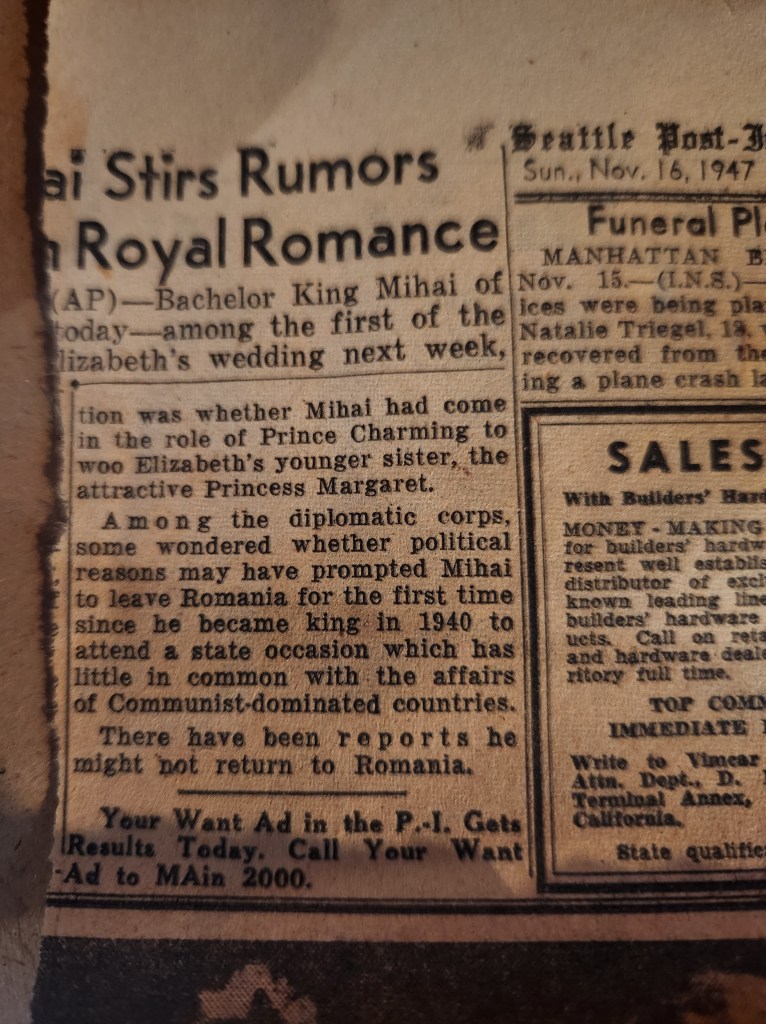 ai Stirs Rumors
Royal Romance
(AP)—Bachelor King Mihai of
today—among the first of the
lizabeth's wedding next week,
tion was whether Mihai had come
in the role of Prince Charming to
woo Elizabeth's younger sister, the
attractive Princess Margaret.
Among the diplomatic corps,
some wondered whether political
reasons may have prompted Mihai
to leave Romania for the first time
since he became king in 1940 to
attend a state occasion which has
little in common with the affairs
of Communist-dominated countries.
There have been reports he
might not return to Romania.
Your Want Ad in the P.-I. Gets
Results Today. Call Your Want
Ad to MAin 2000.
Seattle Post-I
Sun., Nov. 16, 1947
Funeral Pl
MANHATTAN B
Nov. 15.—(I.N.S.)—
ices were being pla
Natalie Triegel,
recovered from the
ing a plane crash la
SALES
With Builders' Hard
MONEY-MAKING
for builders' hardw
resent well establis
distributor of excl
known leading line
builders' hardware
ucts. Call on reta
and hardware deale
ritory full time.
TOP COMM
IMMEDIATE
Write to Vimcar
Attn. Dept., D.
Terminal Annex,
California.
State qualific